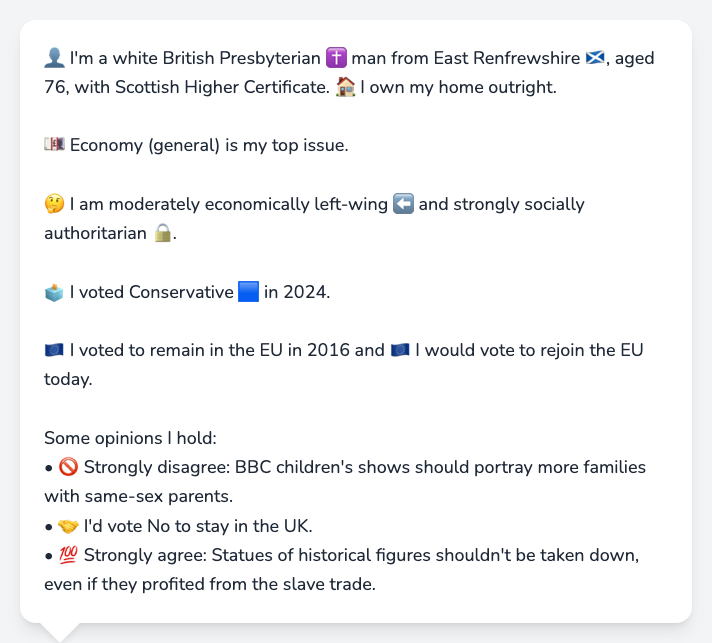 👤 I'm a white British Presbyterian ✝️ man from East Renfrewshire 🏴󠁧󠁢󠁳󠁣󠁴󠁿, aged
76, with Scottish Higher Certificate. 🏠 I own my home outright.
💷 Economy (general) is my top issue.
🤔 I am moderately economically left-wing ⬅️ and strongly socially
authoritarian 🔒.
🗳️ I voted Conservative 🟦 in 2024.
🇪🇺 I voted to remain in the EU in 2016 and 🇪🇺 I would vote to rejoin the EU
today.
Some opinions I hold:
• 🚫 Strongly disagree: BBC children's shows should portray more families
with same-sex parents.
• 🤝 I'd vote No to stay in the UK.
• 💯 Strongly agree: Statues of historical figures shouldn't be taken down,
even if they profited from the slave trade.